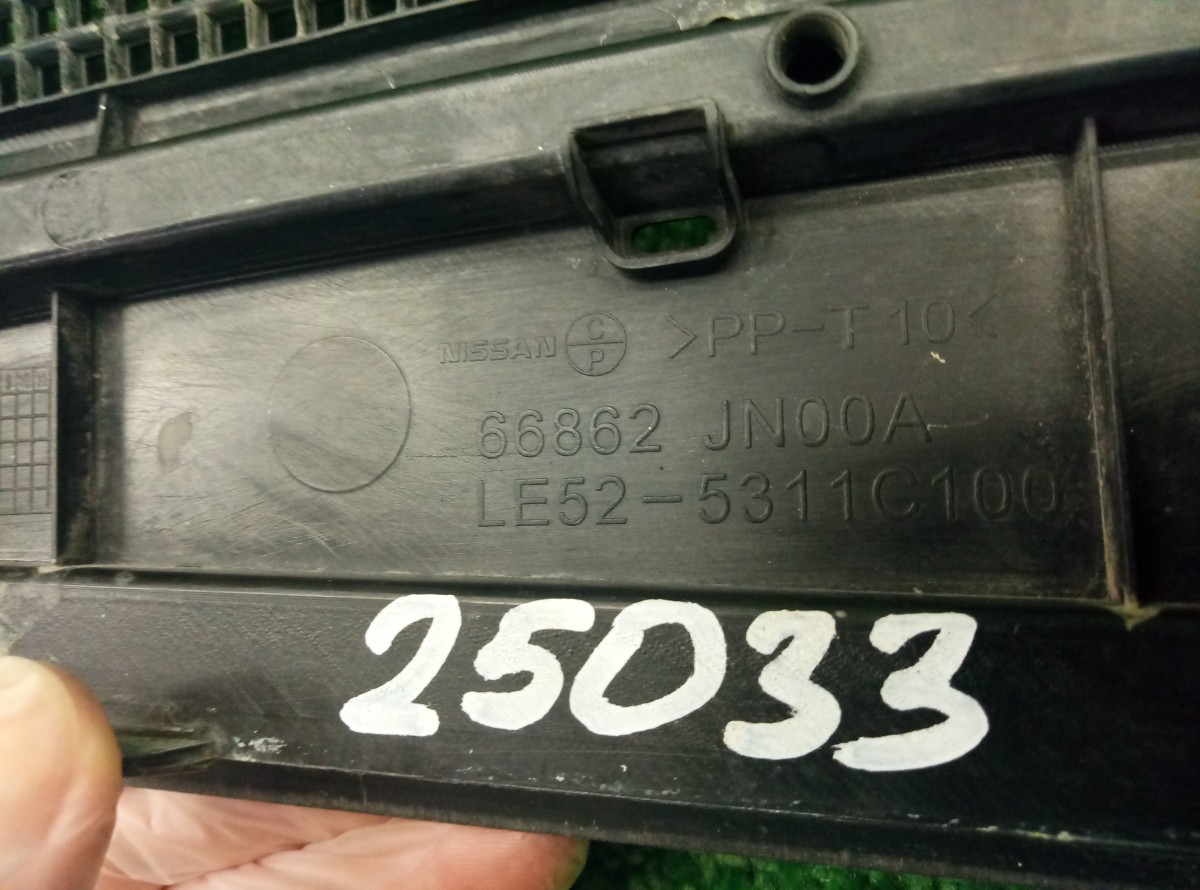 NISSAN C P >PP-T10<
66862 JN00A
LE52-5311C100
25033